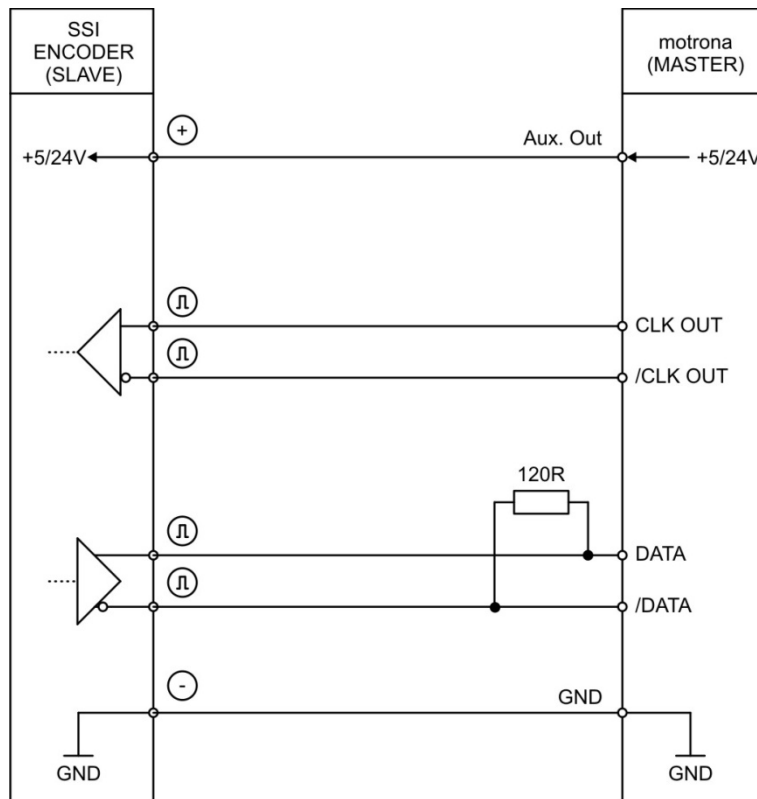 SSI
ENCODER
(SLAVE)
motrona
(MASTER)
+
Aux. Out
+5/24V
+5/24V
CLK OUT
/CLK OUT
120R
DATA
/DATA
-
GND
GND
GND